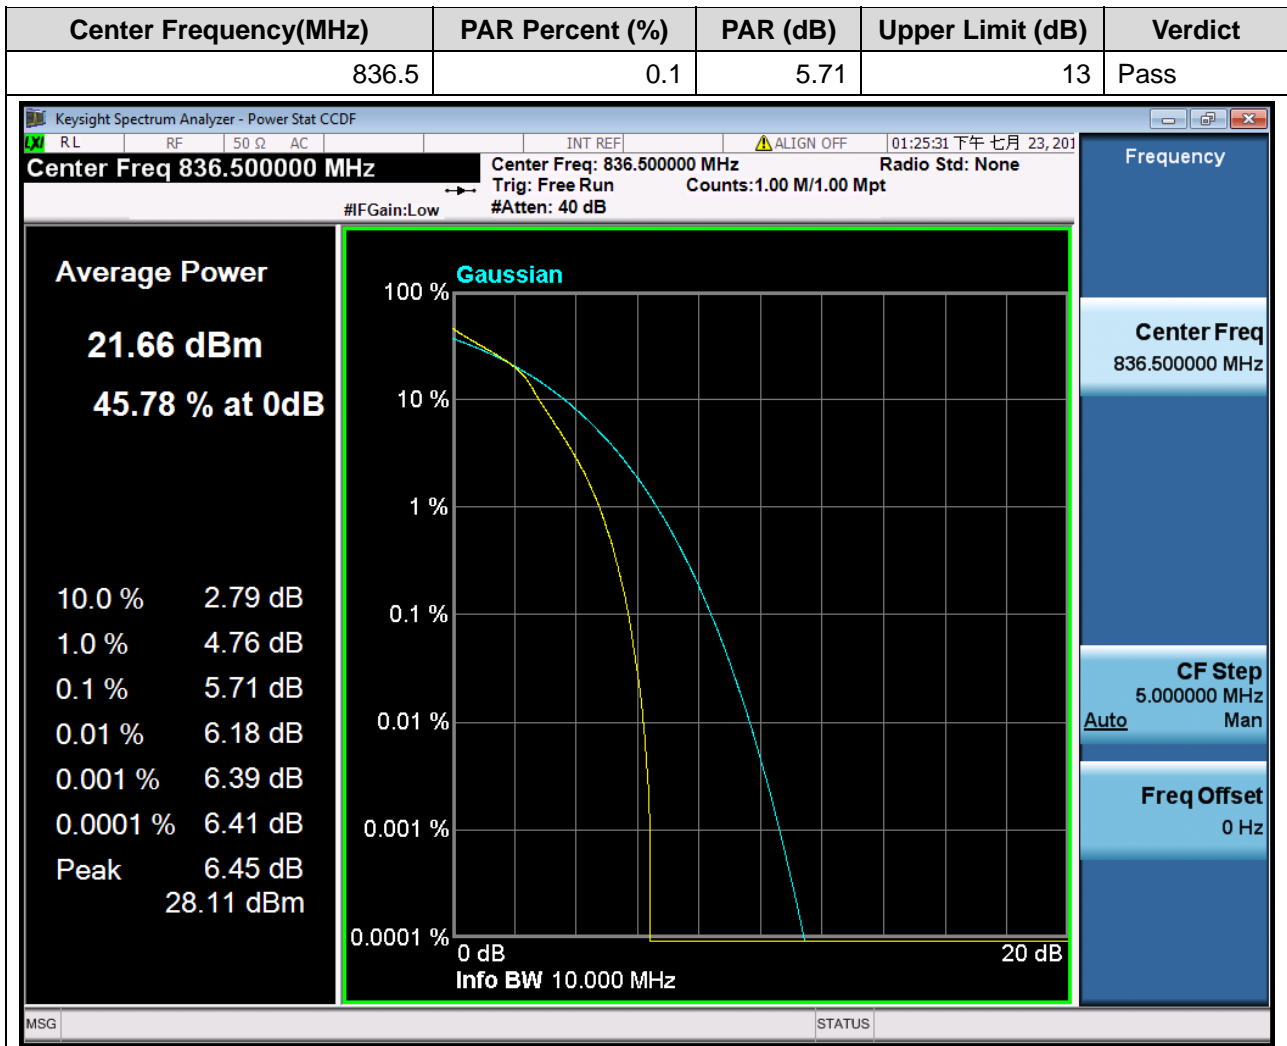 Center Frequency(MHz) PAR Percent (%) PAR (dB) Upper Limit (dB) Verdict
836.5 0.1 5.71 13 Pass
Keysight Spectrum Analyzer - Power Stat CCDF
LXI RL RF 50 Ω AC INT REF ALIGN OFF 01:25:31 下午 七月 23, 201
Center Freq 836.500000 MHz
#IFGain:Low
Center Freq: 836.500000 MHz
Trig: Free Run Counts:1.00 M/1.00 Mpt
#Atten: 40 dB
Radio Std: None
Average Power
21.66 dBm
45.78 % at 0dB
10.0 % 2.79 dB
1.0 % 4.76 dB
0.1 % 5.71 dB
0.01 % 6.18 dB
0.001 % 6.39 dB
0.0001 % 6.41 dB
Peak 6.45 dB
28.11 dBm
Gaussian
100 %
10 %
1 %
0.1 %
0.01 %
0.001 %
0.0001 %
0 dB 20 dB
Info BW 10.000 MHz
Frequency
Center Freq
836.500000 MHz
CF Step
5.000000 MHz
Auto Man
Freq Offset
0 Hz
MSG STATUS